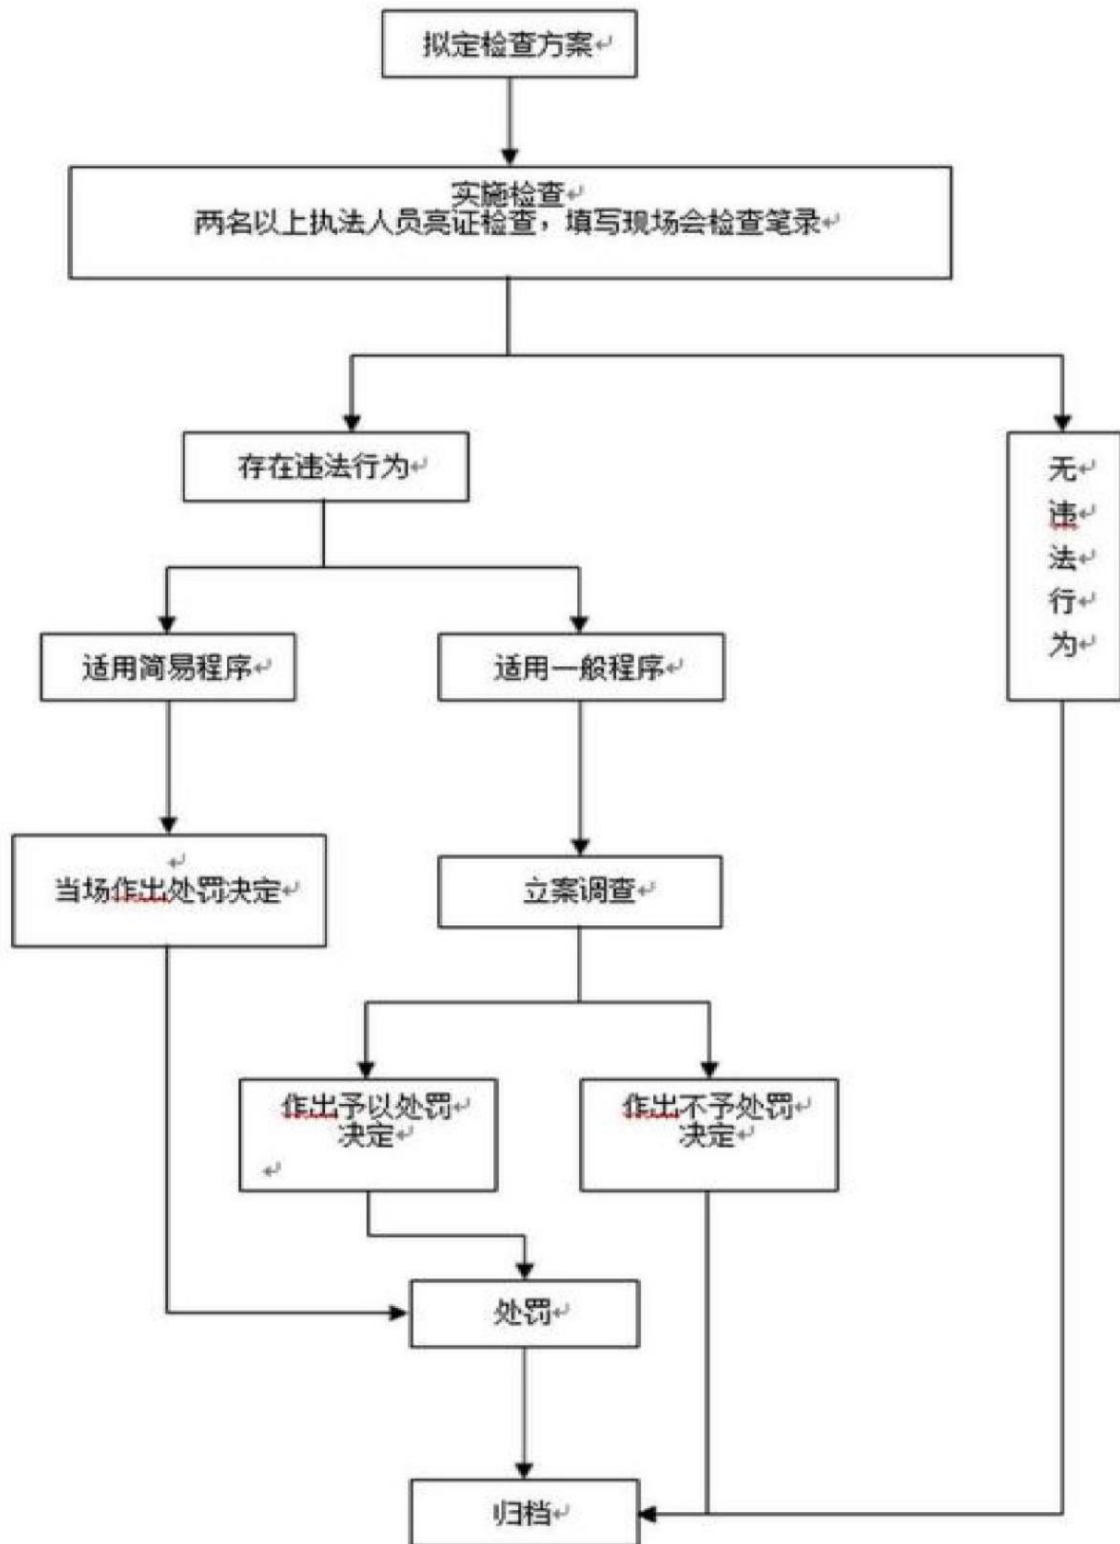 拟定检查方案
实施检查
两名以上执法人员亮证检查，填写现场会检查笔录
存在违法行为
无
违
法
行
为
适用简易程序
适用一般程序
当场作出处罚决定
立案调查
作出予以处罚
决定
作出不予处罚
决定
处罚
归档